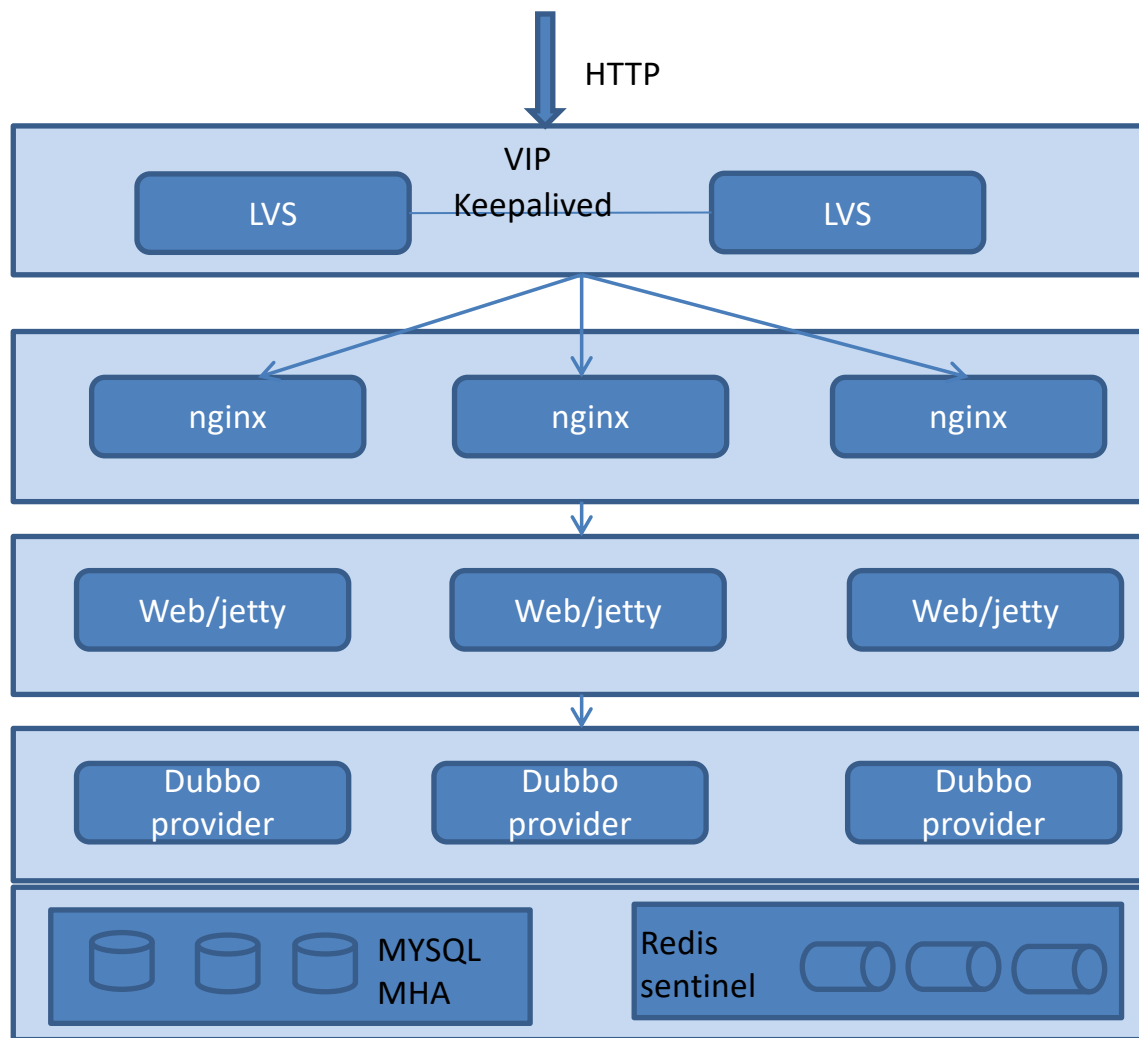 HTTP
VIP
Keepalived
LVS
LVS
nginx
nginx
nginx
Web/jetty
Web/jetty
Web/jetty
Dubbo
provider
Dubbo
provider
Dubbo
provider
MYSQL
MHA
Redis
sentinel